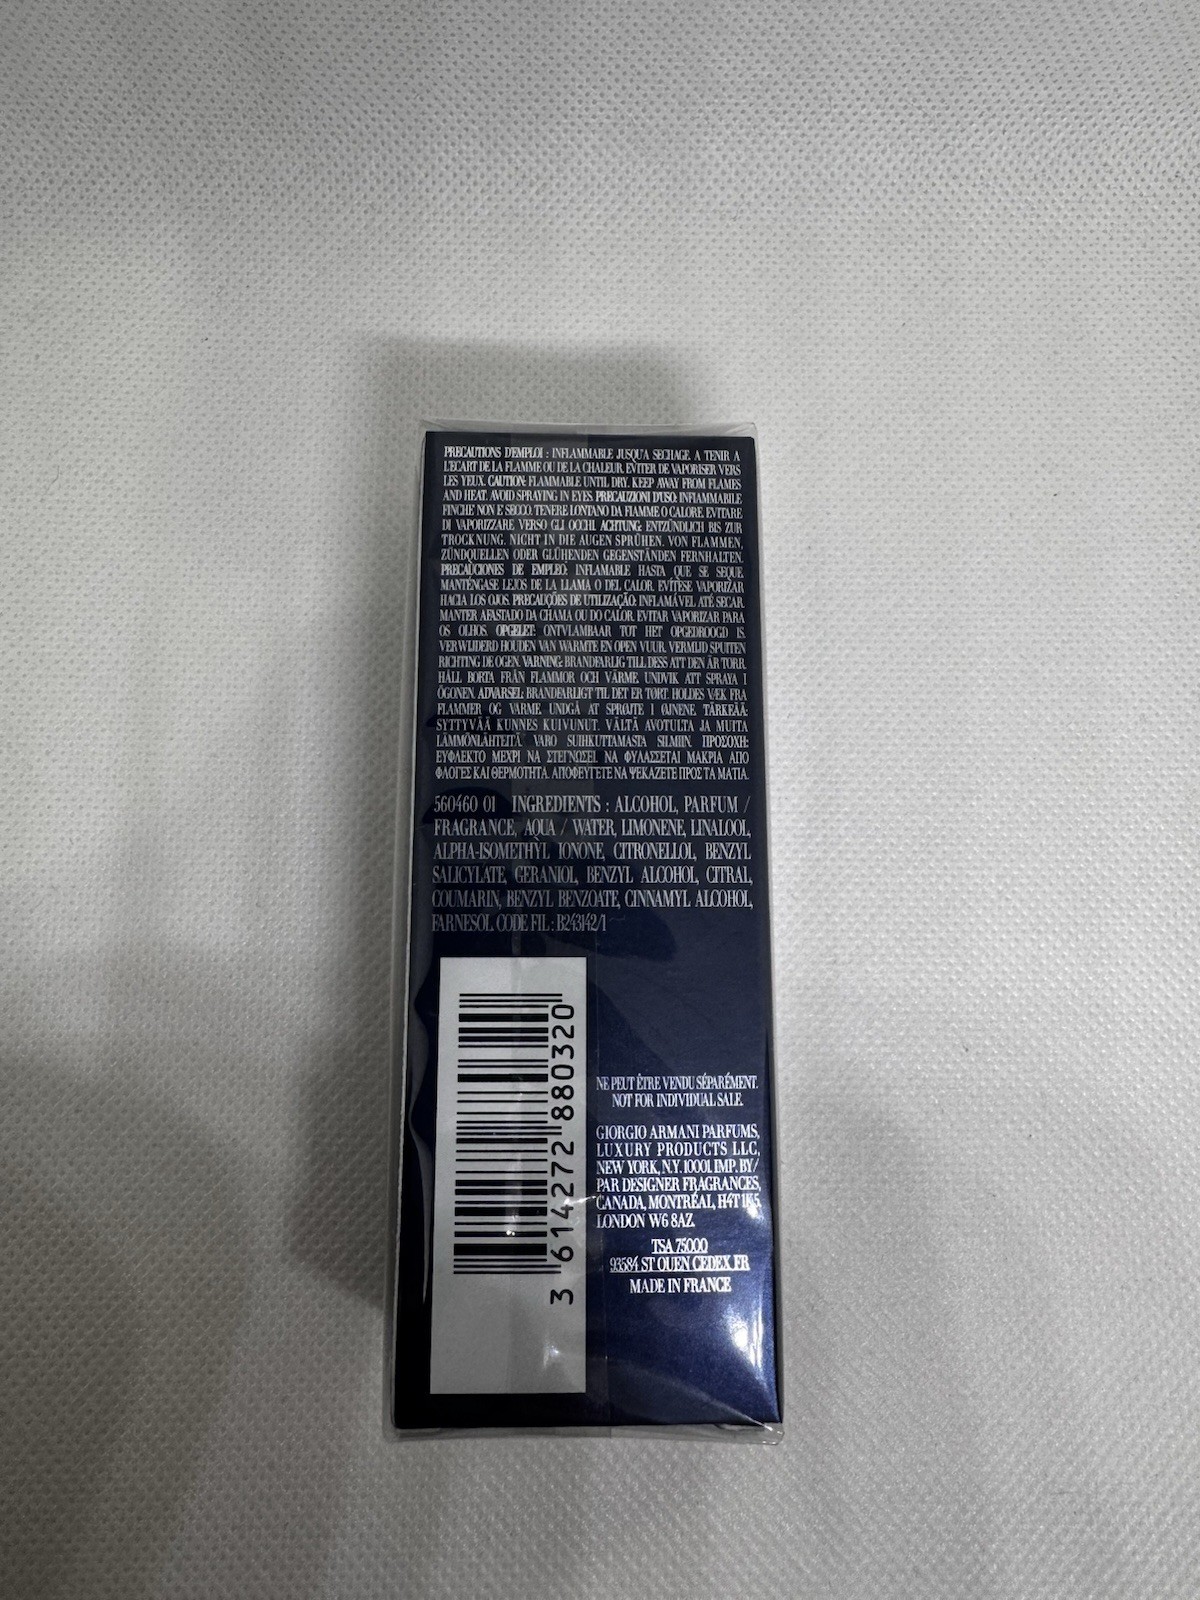 PRECAUTIONS D'EMPLOI : INFLAMMABLE JUSQU'A SECHAGE. A TENIR A
L'ECART DE LA FLAMME OU DE LA CHALEUR. EVITER DE VAPORISER VERS
LES YEUX. CAUTION: FLAMMABLE UNTIL DRY. KEEP AWAY FROM FLAMES
AND HEAT. AVOID SPRAYING IN EYES. PRECAUZIONI D'USO: INFIAMMABILE
FINCHE' NON E' SECCO. TENERE LONTANO DA FIAMME O CALORE. EVITARE
DI VAPORIZZARE VERSO GLI OCCHI. ACHTUNG: ENTZÜNDLICH BIS ZUR
TROCKNUNG. NICHT IN DIE AUGEN SPRÜHEN. VON FLAMMEN,
ZÜNDQUELLEN ODER GLÜHENDEN GEGENSTÄNDEN FERNHALTEN.
PRECAUCIONES DE EMPLEO: INFLAMABLE HASTA QUE SE SEQUE.
MANTÉNGASE LEJOS DE LA LLAMA O DEL CALOR. EVÍTESE VAPORIZAR
HACIA LOS OJOS. PRECAUÇÕES DE UTILIZAÇÃO: INFLAMÁVEL ATÉ SECAR.
MANTER AFASTADO DA CHAMA OU DO CALOR. EVITAR VAPORIZAR PARA
OS OLHOS. OPGELET: ONTVLAMBAAR TOT HET OPGEDROOGD IS.
VERWIJDERD HOUDEN VAN WARMTE EN OPEN VUUR. VERMIJD SPUITEN
RICHTING DE OGEN. VARNING: BRANDFARLIG TILL DESS ATT DEN ÄR TORR.
HÅLL BORTA FRÅN FLAMMOR OCH VÄRME. UNDVIK ATT SPRAYA I
ÖGONEN. ADVARSEL: BRANDFARLIGT TIL DET ER TØRT. HOLDES VÆK FRA
FLAMMER OG VARME. UNDGÅ AT SPRØJTE I ØJNENE. TÄRKEÄÄ:
SYTTYVÄÄ KUNNES KUIVUNUT. VÄLTÄ AVOTULTA JA MUITA
LÄMMÖNLÄHTEITÄ. VARO SUIHKUTTAMASTA SILMIIN. ΠΡΟΣΟΧΗ:
ΕΥΦΛΕΚΤΟ ΜΕΧΡΙ ΝΑ ΣΤΕΓΝΩΣΕΙ. ΝΑ ΦΥΛΑΣΣΕΤΑΙ ΜΑΚΡΙΑ ΑΠΟ
ΦΛΟΓΕΣ ΚΑΙ ΘΕΡΜΟΤΗΤΑ. ΑΠΟΦΕΥΓΕΤΕ ΝΑ ΨΕΚΑΖΕΤΕ ΠΡΟΣ ΤΑ ΜΑΤΙΑ.
560460 01 INGREDIENTS : ALCOHOL, PARFUM /
FRAGRANCE, AQUA / WATER, LIMONENE, LINALOOL,
ALPHA-ISOMETHYL IONONE, CITRONELLOL, BENZYL
SALICYLATE, GERANIOL, BENZYL ALCOHOL, CITRAL,
COUMARIN, BENZYL BENZOATE, CINNAMYL ALCOHOL,
FARNESOL. CODE FIL : B243142/1
3 614272 880320
NE PEUT ÊTRE VENDU SÉPARÉMENT.
NOT FOR INDIVIDUAL SALE.
GIORGIO ARMANI PARFUMS,
LUXURY PRODUCTS LLC,
NEW YORK, N.Y. 10001. IMP. BY/
PAR DESIGNER FRAGRANCES,
CANADA, MONTRÉAL, H4T 1K5.
LONDON W6 8AZ.
TSA 75000
93584 ST OUEN CEDEX.FR
MADE IN FRANCE